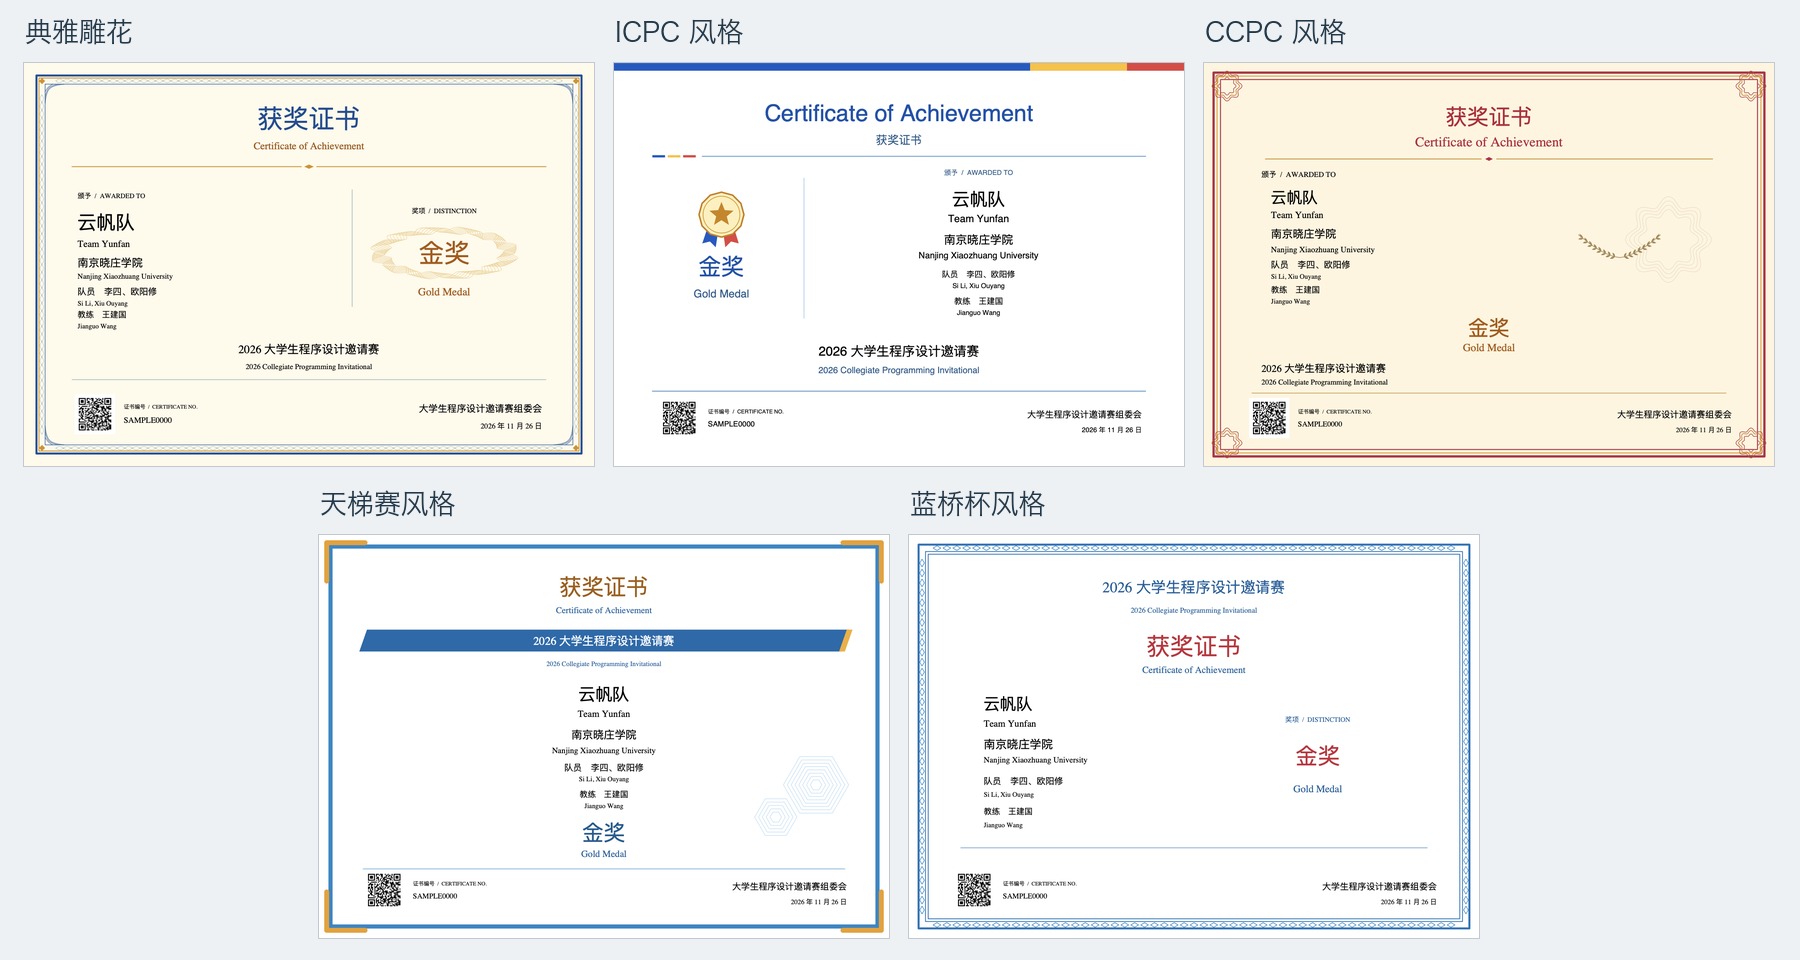 典雅雕花
获奖证书
Certificate of Achievement
颁予 / AWARDED TO
云帆队
Team Yunfan
南京晓庄学院
Nanjing Xiaozhuang University
队员 李四、欧阳修
Si Li, Xiu Ouyang
教练 王建国
Jianguo Wang
奖项 / DISTINCTION
金奖
Gold Medal
2026 大学生程序设计邀请赛
2026 Collegiate Programming Invitational
证书编号 / CERTIFICATE NO.
SAMPLE0000
大学生程序设计邀请赛组委会
2026 年 11 月 26 日
ICPC 风格
Certificate of Achievement
获奖证书
金奖
Gold Medal
颁予 / AWARDED TO
云帆队
Team Yunfan
南京晓庄学院
Nanjing Xiaozhuang University
队员 李四、欧阳修
Si Li, Xiu Ouyang
教练 王建国
Jianguo Wang
2026 大学生程序设计邀请赛
2026 Collegiate Programming Invitational
证书编号 / CERTIFICATE NO.
SAMPLE0000
大学生程序设计邀请赛组委会
2026 年 11 月 26 日
CCPC 风格
获奖证书
Certificate of Achievement
颁予 / AWARDED TO
云帆队
Team Yunfan
南京晓庄学院
Nanjing Xiaozhuang University
队员 李四、欧阳修
Si Li, Xiu Ouyang
教练 王建国
Jianguo Wang
金奖
Gold Medal
2026 大学生程序设计邀请赛
2026 Collegiate Programming Invitational
证书编号 / CERTIFICATE NO.
SAMPLE0000
大学生程序设计邀请赛组委会
2026 年 11 月 26 日
天梯赛风格
获奖证书
Certificate of Achievement
2026 大学生程序设计邀请赛
2026 Collegiate Programming Invitational
云帆队
Team Yunfan
南京晓庄学院
Nanjing Xiaozhuang University
队员 李四、欧阳修
Si Li, Xiu Ouyang
教练 王建国
Jianguo Wang
金奖
Gold Medal
证书编号 / CERTIFICATE NO.
SAMPLE0000
大学生程序设计邀请赛组委会
2026 年 11 月 26 日
蓝桥杯风格
2026 大学生程序设计邀请赛
2026 Collegiate Programming Invitational
获奖证书
Certificate of Achievement
云帆队
Team Yunfan
南京晓庄学院
Nanjing Xiaozhuang University
队员 李四、欧阳修
Si Li, Xiu Ouyang
教练 王建国
Jianguo Wang
奖项 / DISTINCTION
金奖
Gold Medal
证书编号 / CERTIFICATE NO.
SAMPLE0000
大学生程序设计邀请赛组委会
2026 年 11 月 26 日